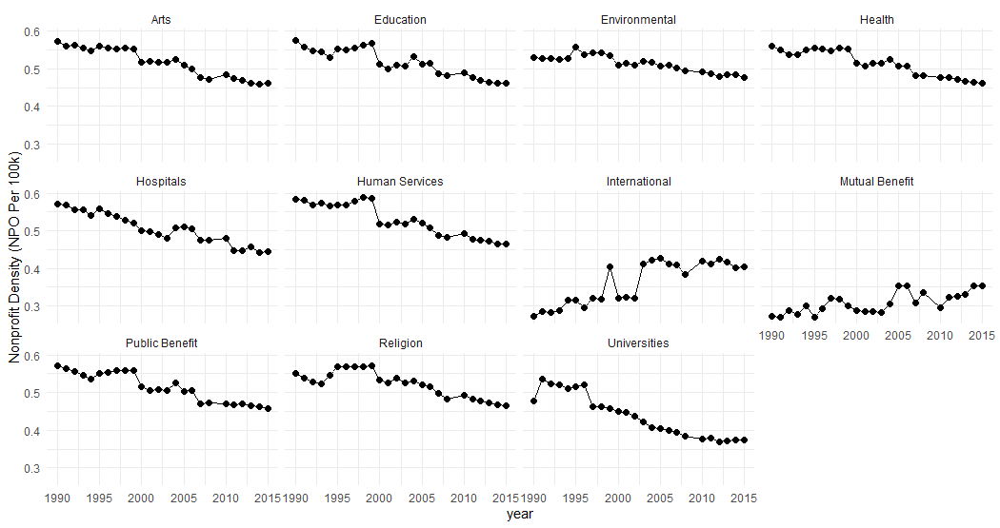 Arts Education Environmental Health
0.6
0.5
0.4
0.3
Hospitals Human Services International Mutual Benefit
0.6
0.5
0.4
0.3
1990 1995 2000 2005 2010 2015
Public Benefit Religion Universities
0.6
0.5
0.4
0.3
1990 1995 2000 2005 2010 2015 1990 1995 2000 2005 2010 2015 1990 1995 2000 2005 2010 2015
year
Nonprofit Density (NPO Per 100k)